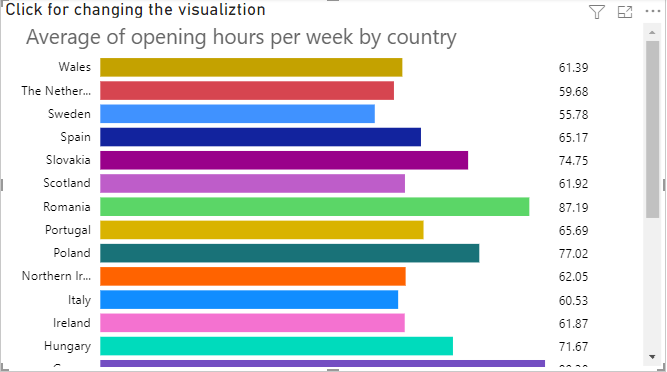 Click for changing the visualiztion
Average of opening hours per week by country
Wales 61.39
The Nether... 59.68
Sweden 55.78
Spain 65.17
Slovakia 74.75
Scotland 61.92
Romania 87.19
Portugal 65.69
Poland 77.02
Northern Ir... 62.05
Italy 60.53
Ireland 61.87
Hungary 71.67